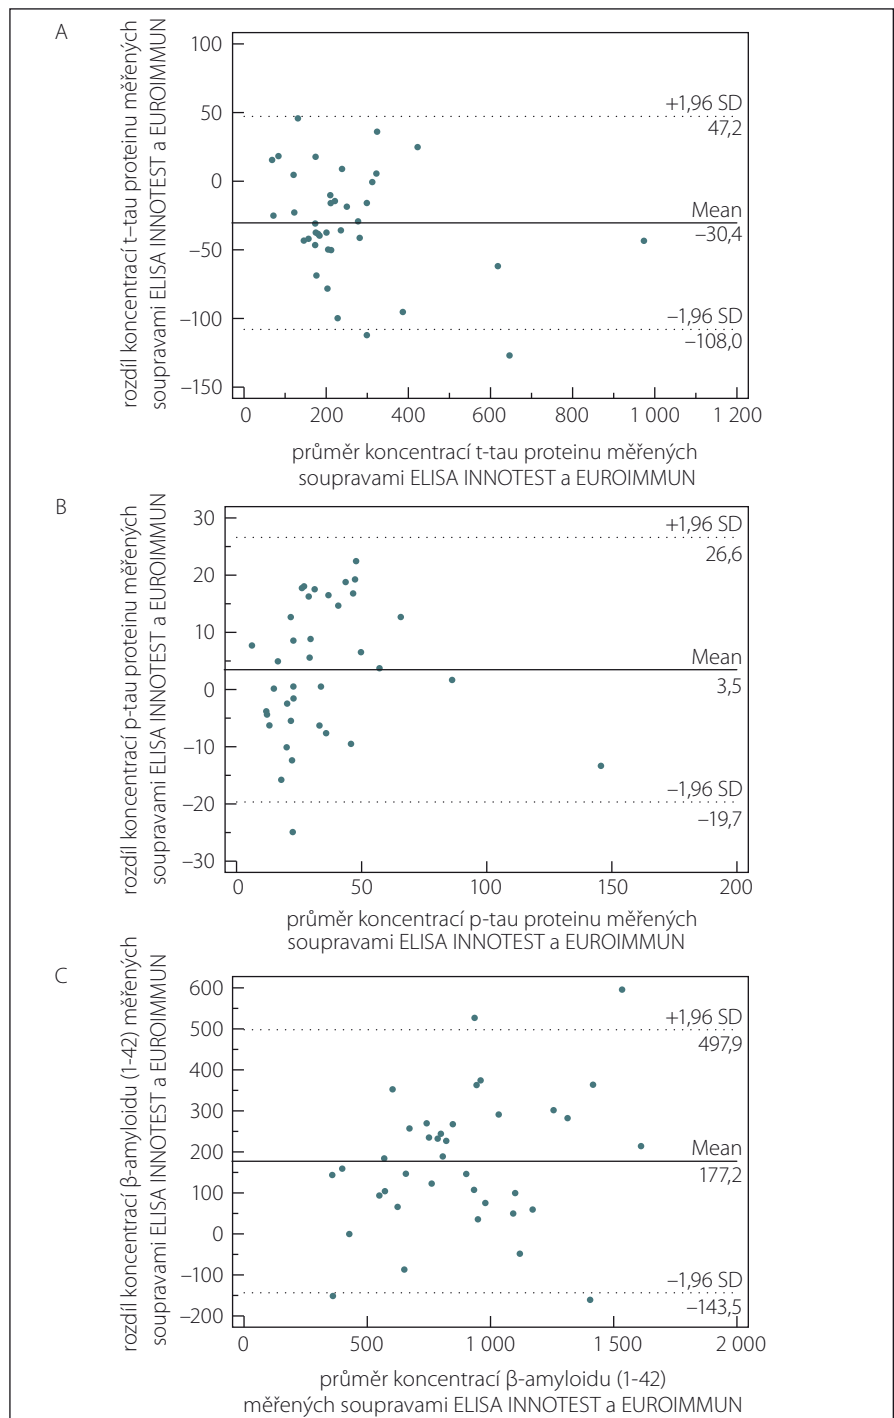 A
rozdíl koncentrací t–tau proteinu měřených
soupravami ELISA INNOTEST a EUROIMMUN
100
50
0
−50
−100
−150
+1,96 SD
47,2
Mean
−30,4
−1,96 SD
−108,0
0 200 400 600 800 1 000 1 200
průměr koncentrací t-tau proteinu měřených
soupravami ELISA INNOTEST a EUROIMMUN
B
rozdíl koncentrací p-tau proteinu měřených
soupravami ELISA INNOTEST a EUROIMMUN
30
20
10
0
−10
−20
−30
+1,96 SD
26,6
Mean
3,5
−1,96 SD
−19,7
0 50 100 150 200
průměr koncentrací p-tau proteinu měřených
soupravami ELISA INNOTEST a EUROIMMUN
C
rozdíl koncentrací β-amyloidu (1-42) měřených
soupravami ELISA INNOTEST a EUROIMMUN
600
500
400
300
200
100
0
−100
−200
+1,96 SD
497,9
Mean
177,2
−1,96 SD
−143,5
0 500 1 000 1 500 2 000
průměr koncentrací β-amyloidu (1-42)
měřených soupravami ELISA INNOTEST a EUROIMMUN